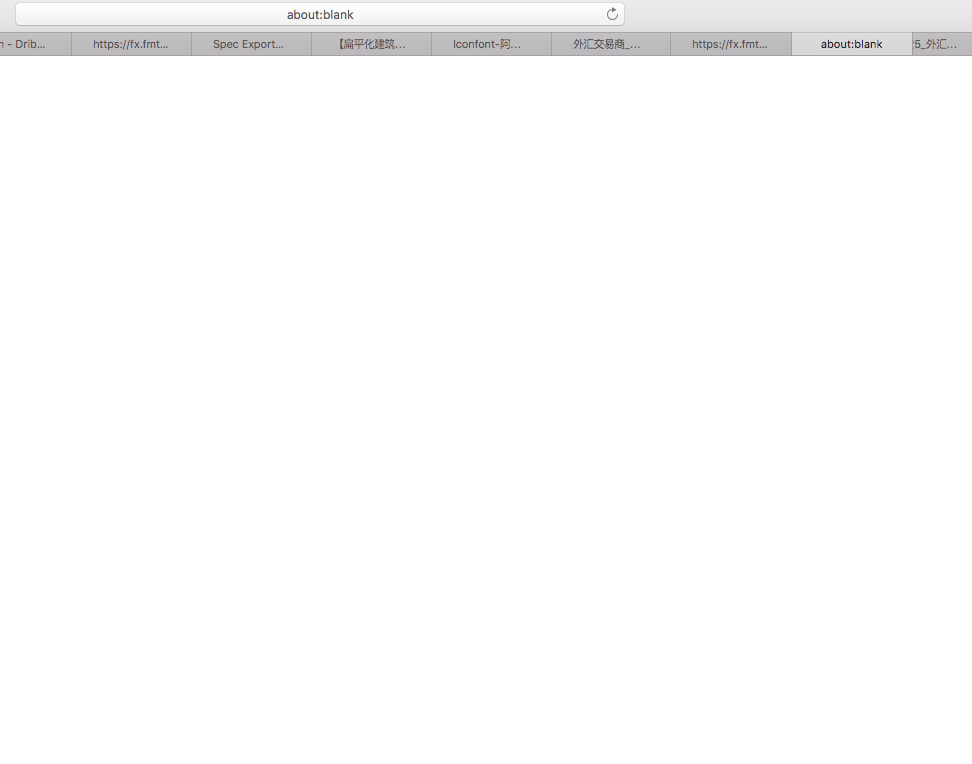 about:blank
n - Drib...
https://fx.fmt...
Spec Export...
【扁平化建筑...
Iconfont-阿...
外汇交易商_...
https://fx.fmt...
about:blank
5_外汇...